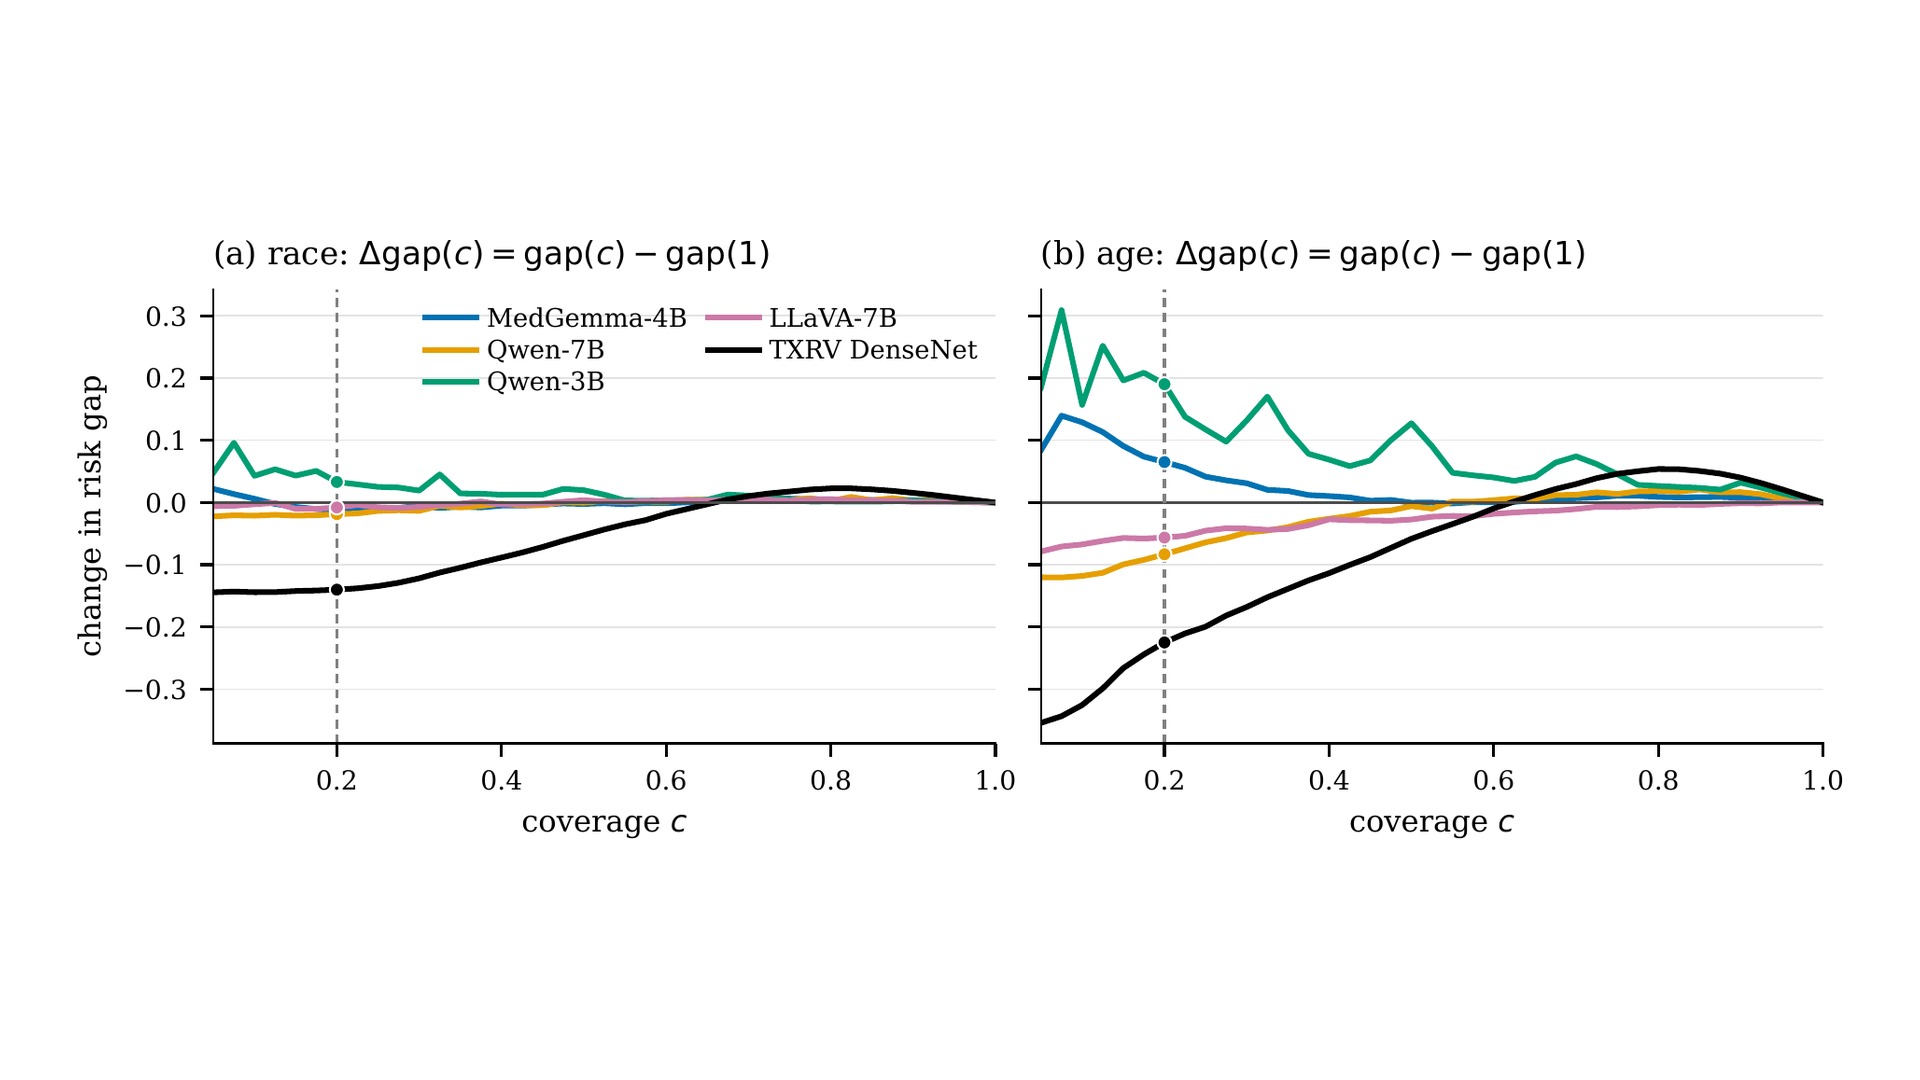 (a) race: Δgap(c) = gap(c) − gap(1)
(b) age: Δgap(c) = gap(c) − gap(1)
change in risk gap
0.3
0.2
0.1
0.0
−0.1
−0.2
−0.3
MedGemma-4B
Qwen-7B
Qwen-3B
LLaVA-7B
TXRV DenseNet
0.2 0.4 0.6 0.8 1.0
0.2 0.4 0.6 0.8 1.0
coverage c
coverage c